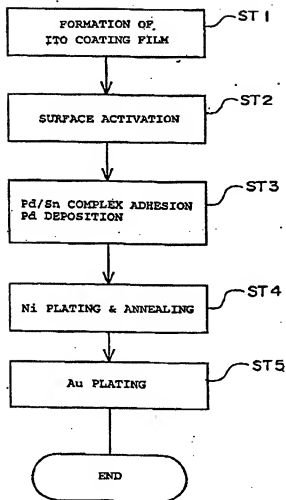 FORMATION OF
ITO COATING FILM
ST1
SURFACE ACTIVATION
ST2
Pd/Sn COMPLEX ADHESION
Pd DEPOSITION
ST3
Ni PLATING & ANNEALING
ST4
Au PLATING
ST5
END